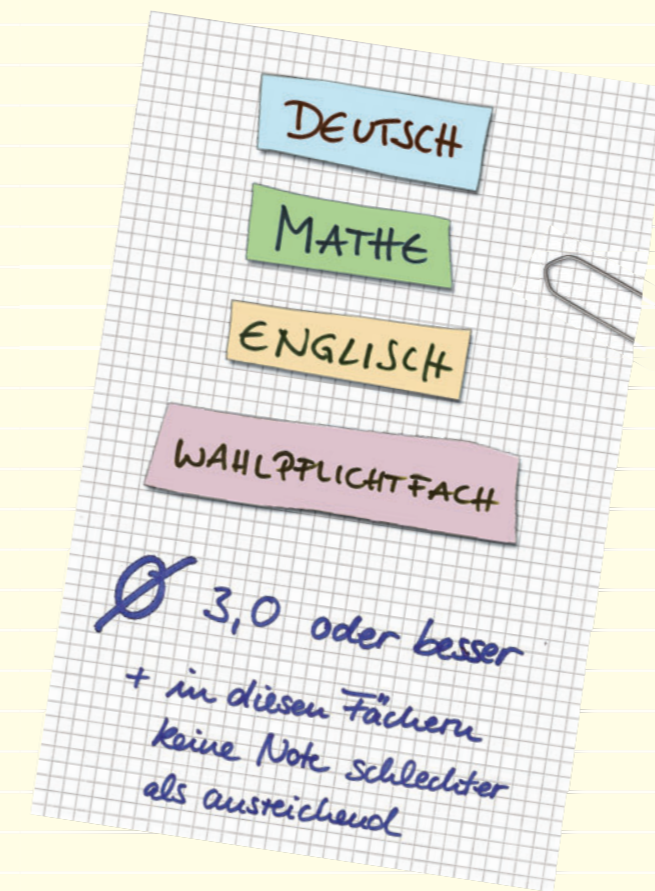 DEUTSCH
MATHE
ENGLISCH
WAHLPFLICHTFACH
Ø 3,0 oder besser
+ in diesen Fächern
keine Note schlechter
als ausreichend